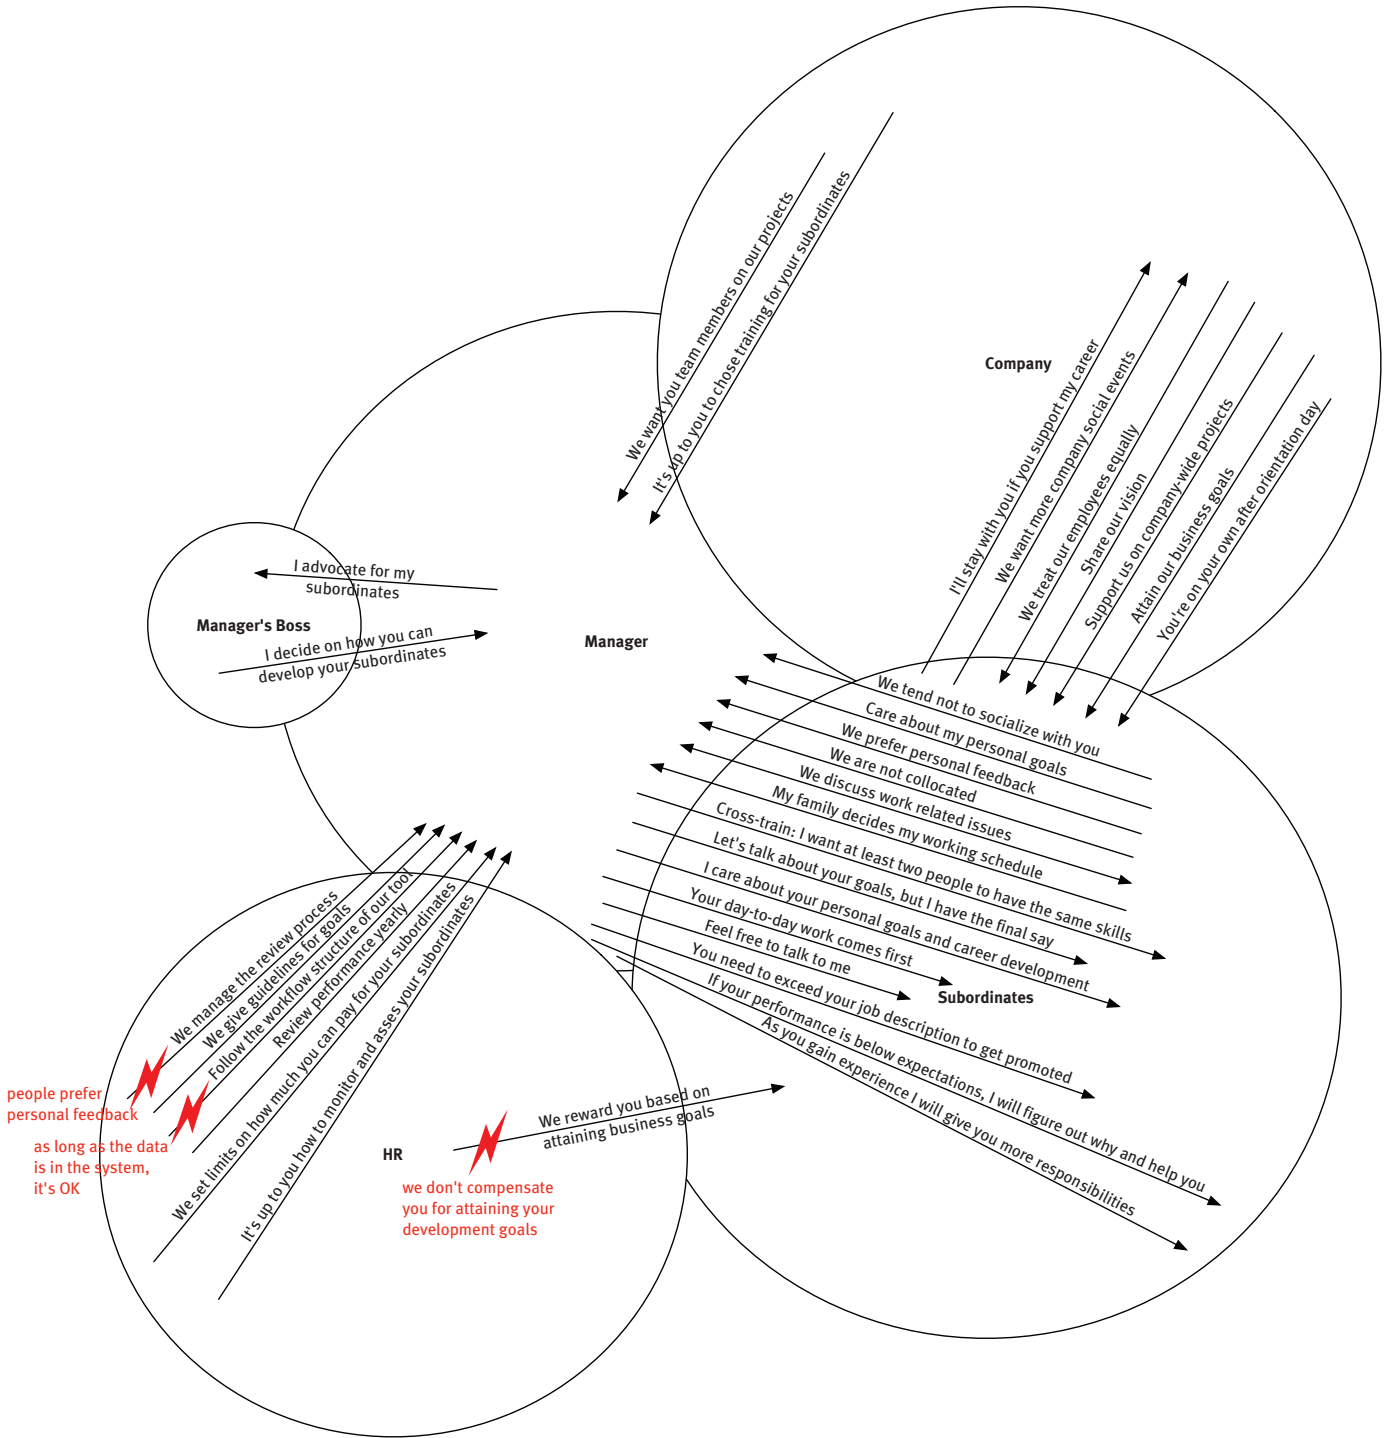 We want you team members on our projects
It's up to you to chose training for your subordinates
Company
I'll stay with you if you support my career
We want more company social events
We treat our employees equally
Share our vision
Support us on company-wide projects
Attain our business goals
You're on your own after orientation day
I advocate for my
subordinates
Manager's Boss
I decide on how you can
develop your subordinates
Manager
We tend not to socialize with you
Care about my personal goals
We prefer personal feedback
We are not collocated
We discuss work related issues
My family decides my working schedule
Cross-train: I want at least two people to have the same skills
Let's talk about your goals, but I have the final say
I care about your personal goals and career development
Your day-to-day work comes first
Feel free to talk to me
Subordinates
You need to exceed your job description to get promoted
If your performance is below expectations, I will figure out why and help you
As you gain experience I will give you more responsibilities
We manage the review process
We give guidelines for goals
Follow the workflow structure of our tool
Review performance yearly
We set limits on how much you can pay for your subordinates
It's up to you how to monitor and asses your subordinates
people prefer
personal feedback
as long as the data
is in the system,
it's OK
HR
We reward you based on
attaining business goals
we don't compensate
you for attaining your
development goals